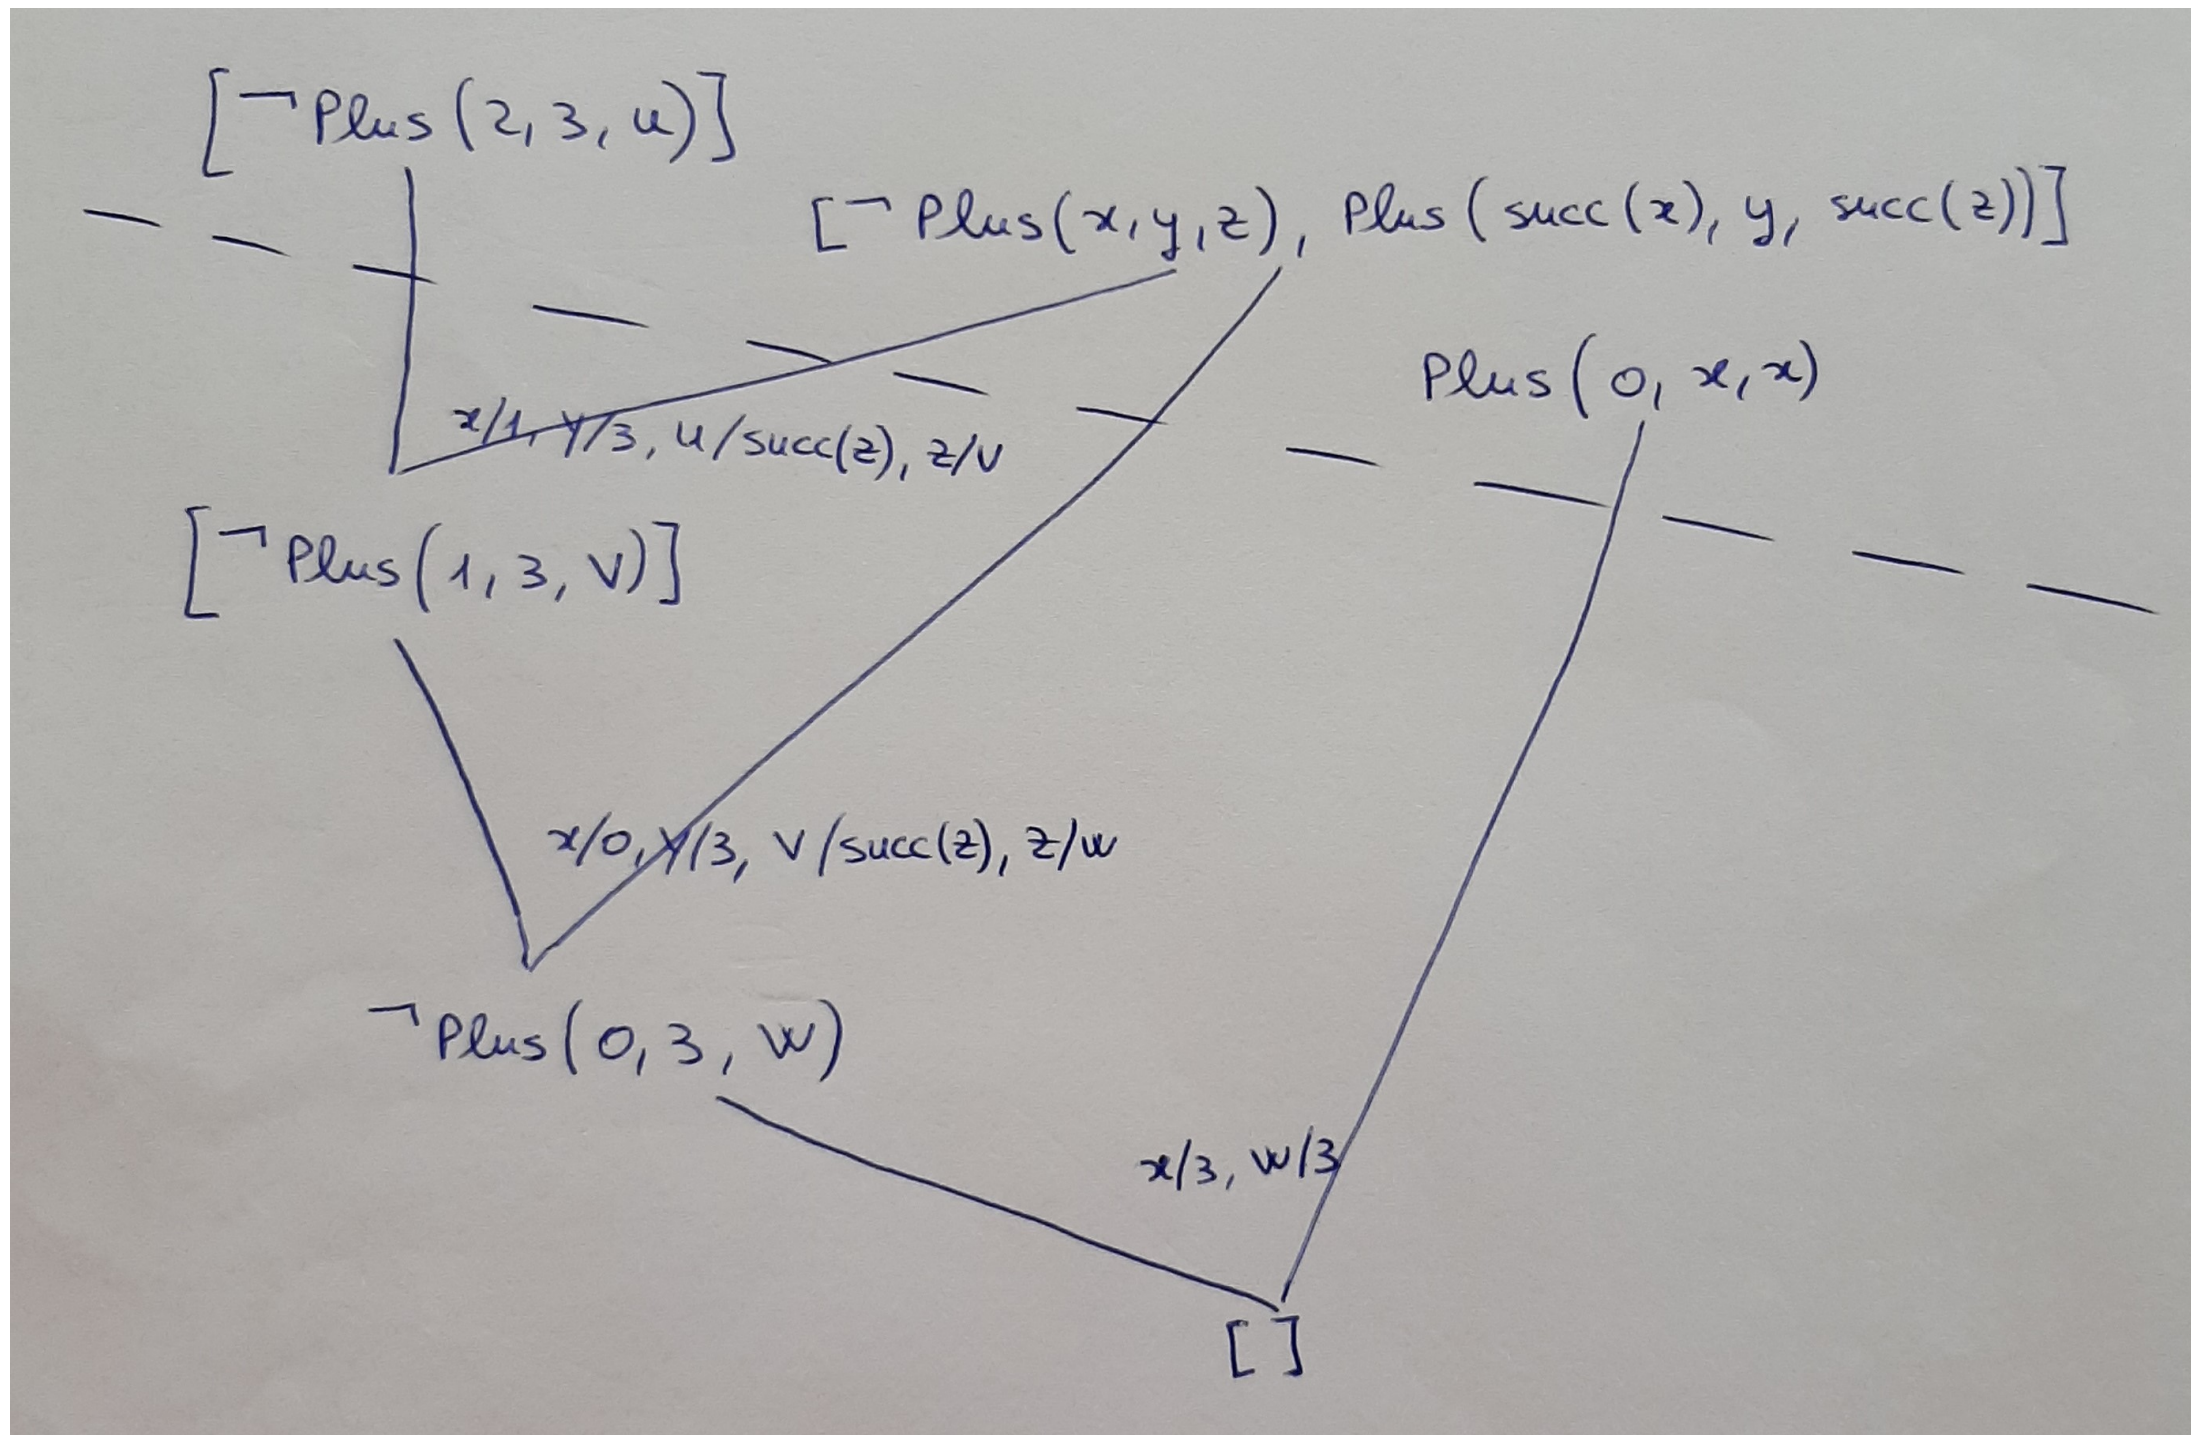 [¬Plus(2,3,u)]
[¬Plus(x,y,z), Plus(succ(x), y, succ(z))]
Plus(0,x,x)
x/1, y/3, u/succ(z), z/v
[¬Plus(1,3,v)]
x/0, y/3, v/succ(z), z/w
¬Plus(0,3,w)
x/3, w/3
[]